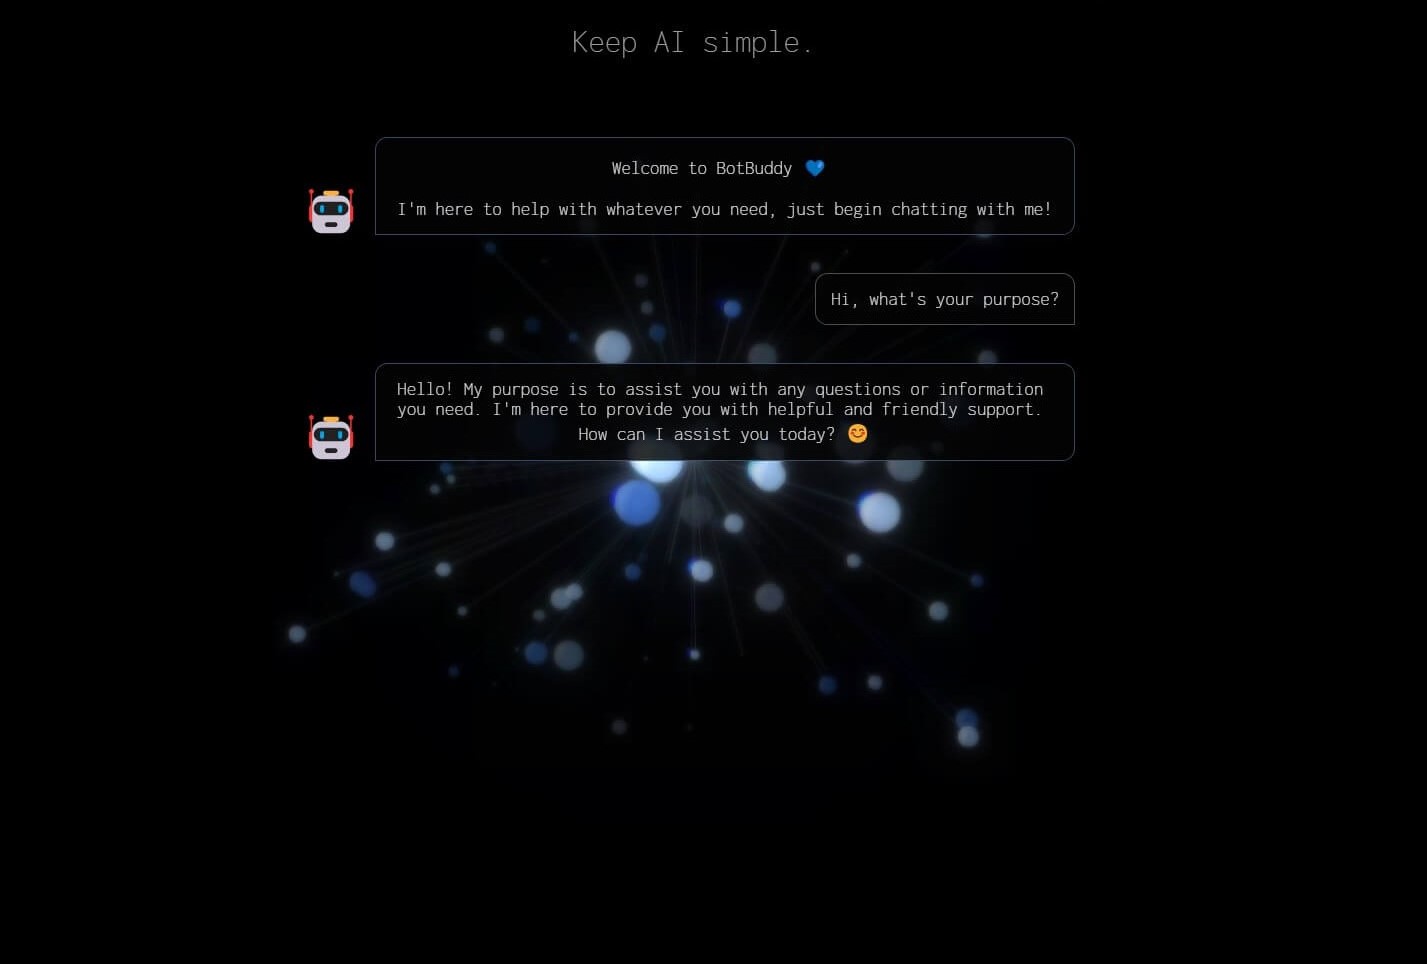 Keep AI simple.
Welcome to BotBuddy 💙
I'm here to help with whatever you need, just begin chatting with me!
Hi, what's your purpose?
Hello! My purpose is to assist you with any questions or information
you need. I'm here to provide you with helpful and friendly support.
How can I assist you today? 😊